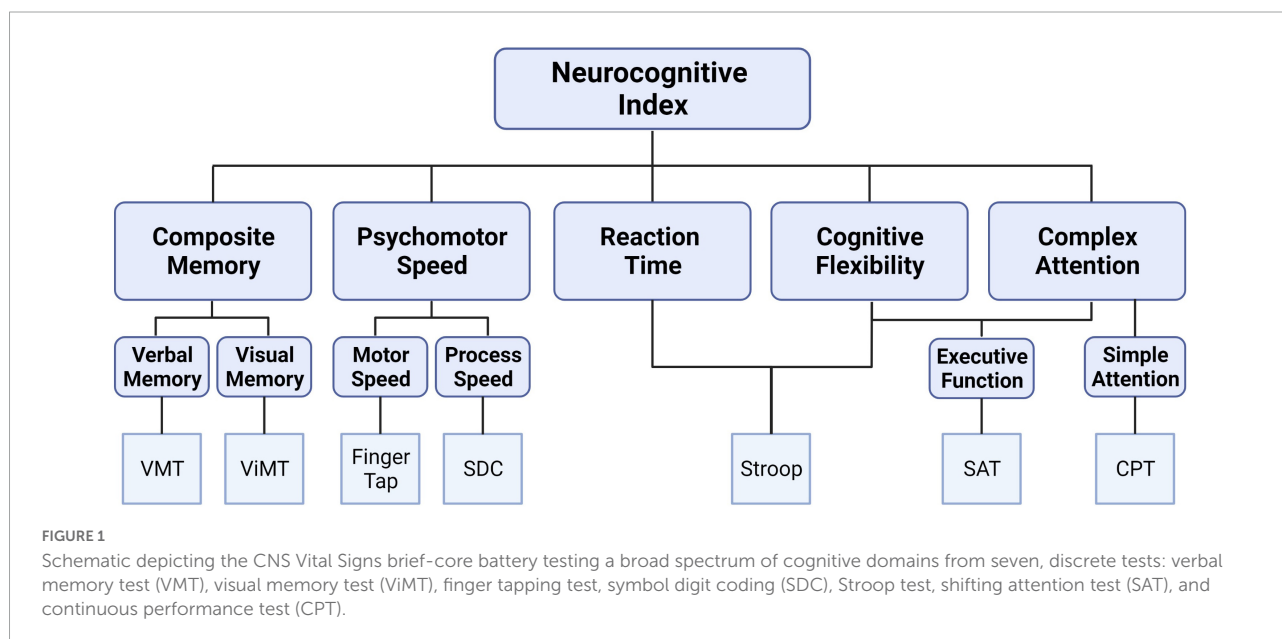 Neurocognitive
Index
Composite
Memory
Psychomotor
Speed
Reaction
Time
Cognitive
Flexibility
Complex
Attention
Verbal
Memory
Visual
Memory
Motor
Speed
Process
Speed
Executive
Function
Simple
Attention
VMT
ViMT
Finger
Tap
SDC
Stroop
SAT
CPT
FIGURE 1
Schematic depicting the CNS Vital Signs brief-core battery testing a broad spectrum of cognitive domains from seven, discrete tests: verbal
memory test (VMT), visual memory test (ViMT), finger tapping test, symbol digit coding (SDC), Stroop test, shifting attention test (SAT), and
continuous performance test (CPT).